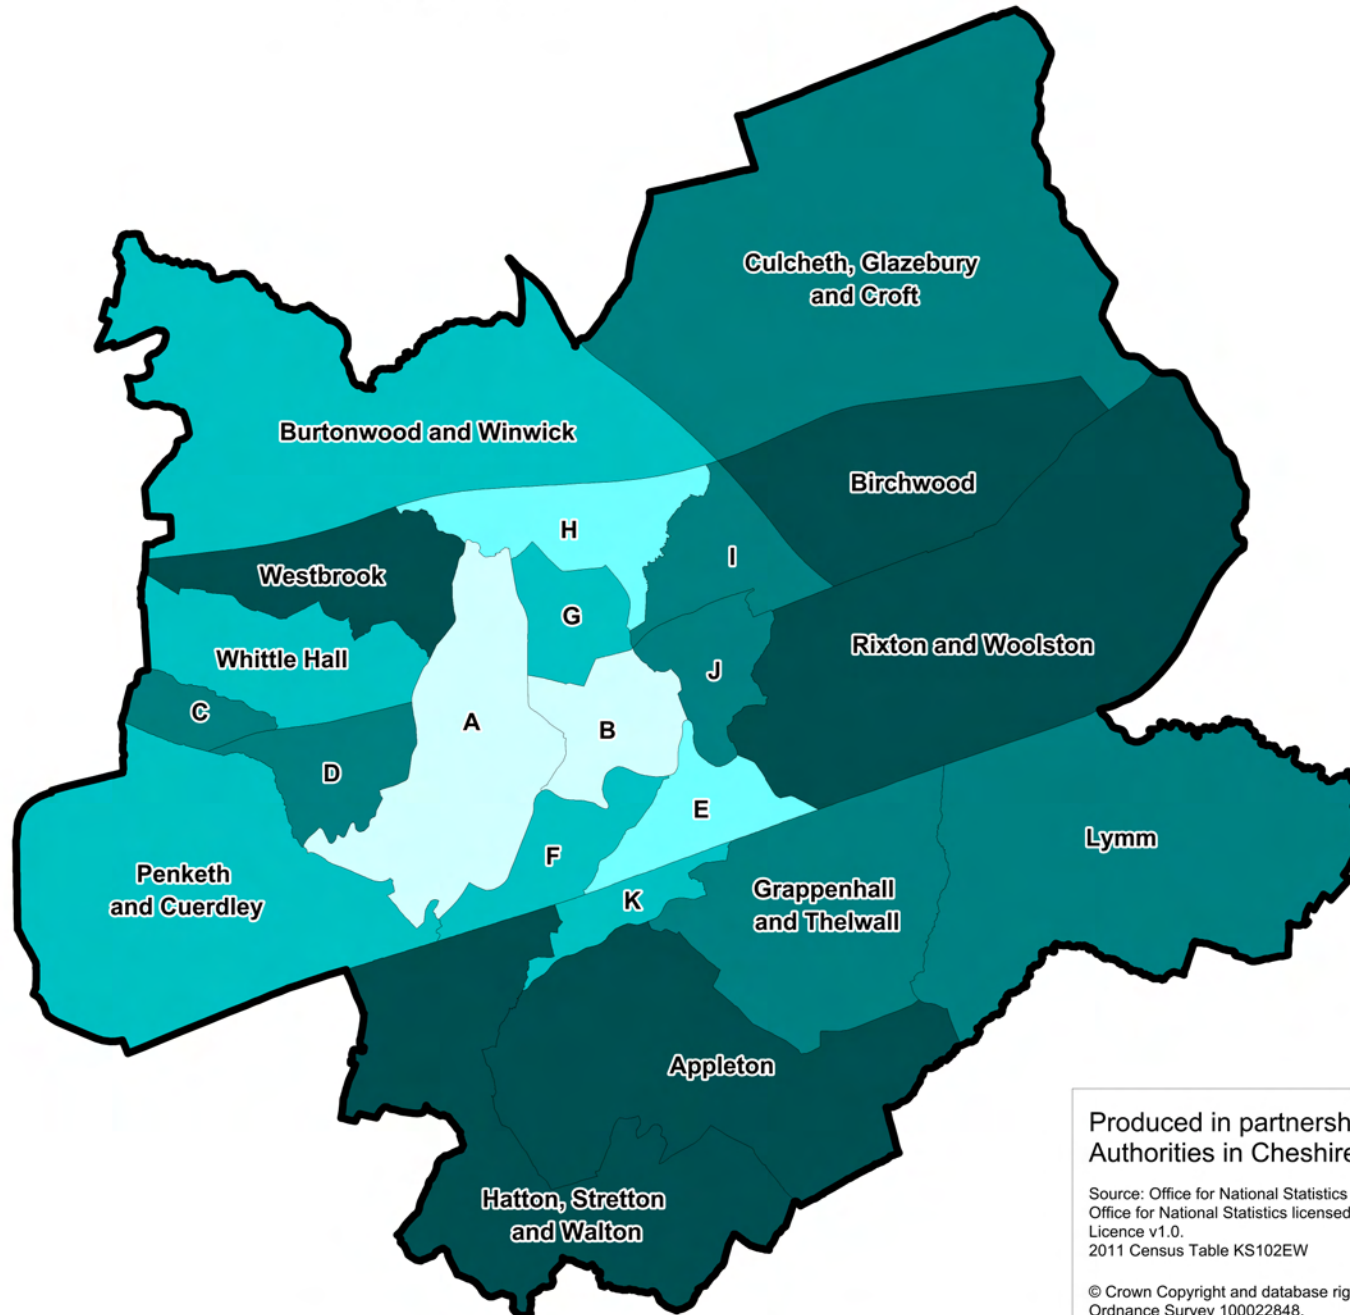 Culcheth, Glazebury
and Croft
Burtonwood and Winwick
Birchwood
H
I
Westbrook
G
Rixton and Woolston
Whittle Hall
J
C
A
B
D
E
Lymm
F
Penketh
and Cuerdley
K
Grappenhall
and Thelwall
Appleton
Hatton, Stretton
and Walton
Produced in partnersh
Authorities in Cheshire
Source: Office for National Statistics
Office for National Statistics licensed
Licence v1.0.
2011 Census Table KS102EW
© Crown Copyright and database rig
Ordnance Survey 100022848.